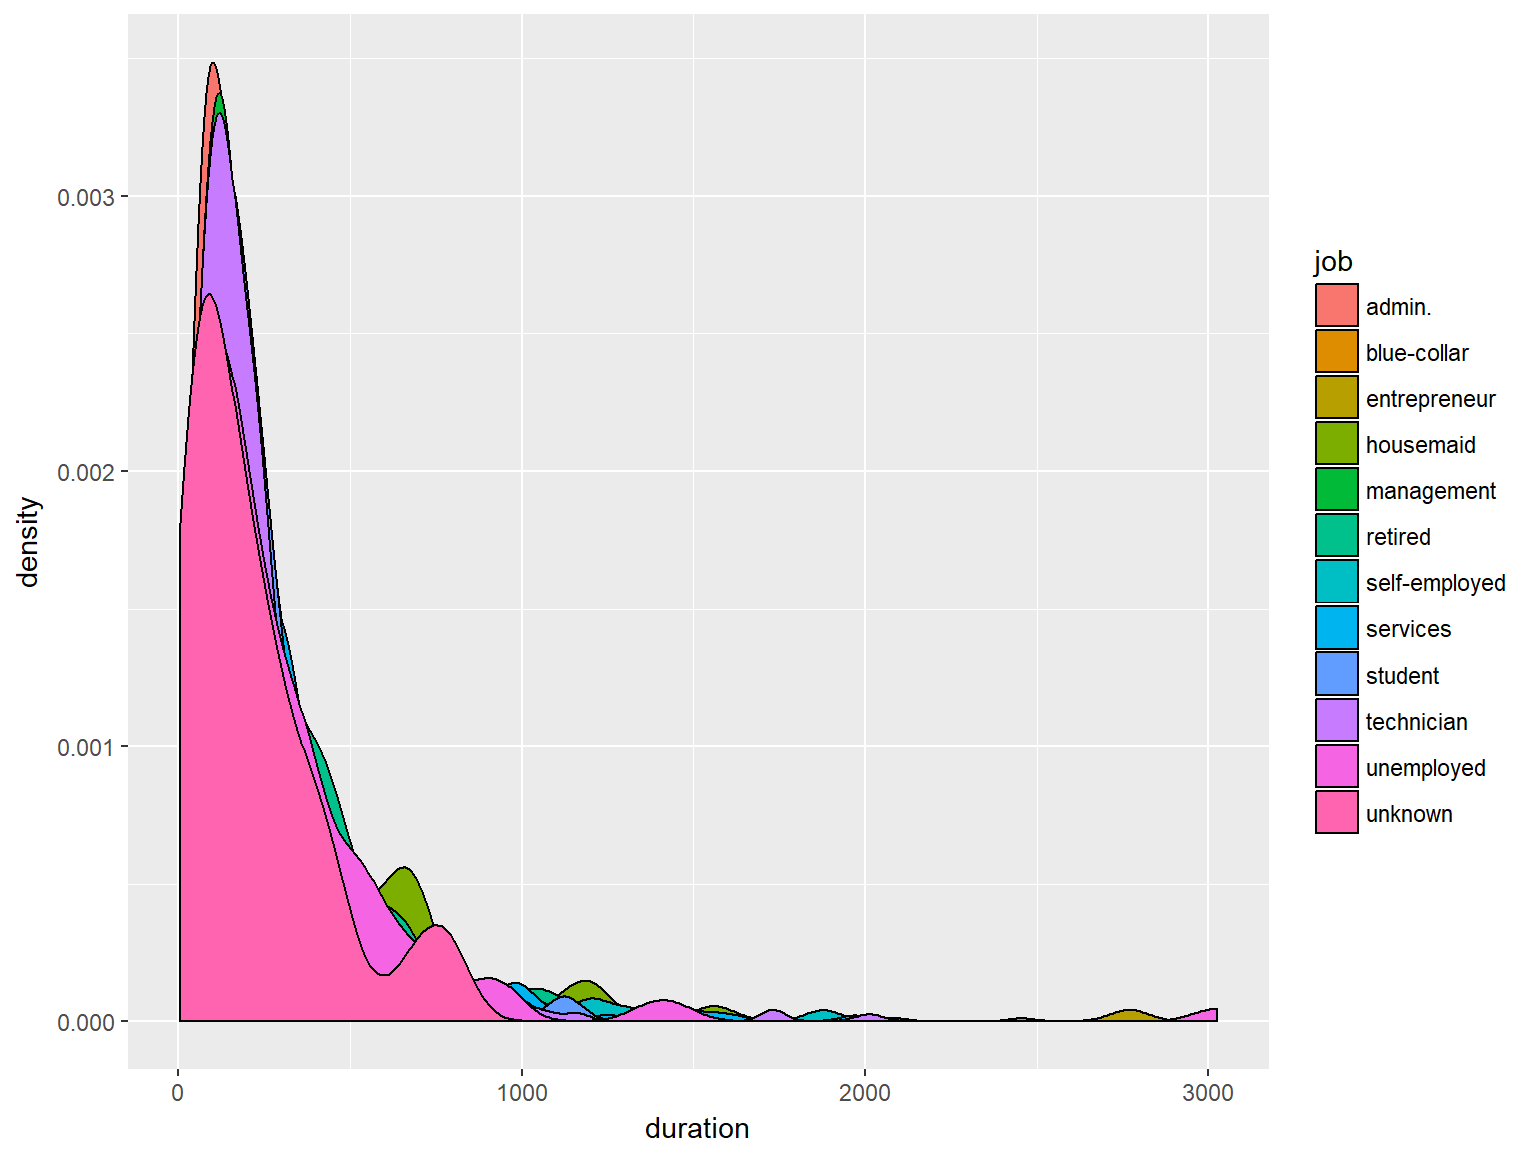 0.003
0.002
0.001
0.000
density
0
1000
2000
3000
duration
job
admin.
blue-collar
entrepreneur
housemaid
management
retired
self-employed
services
student
technician
unemployed
unknown